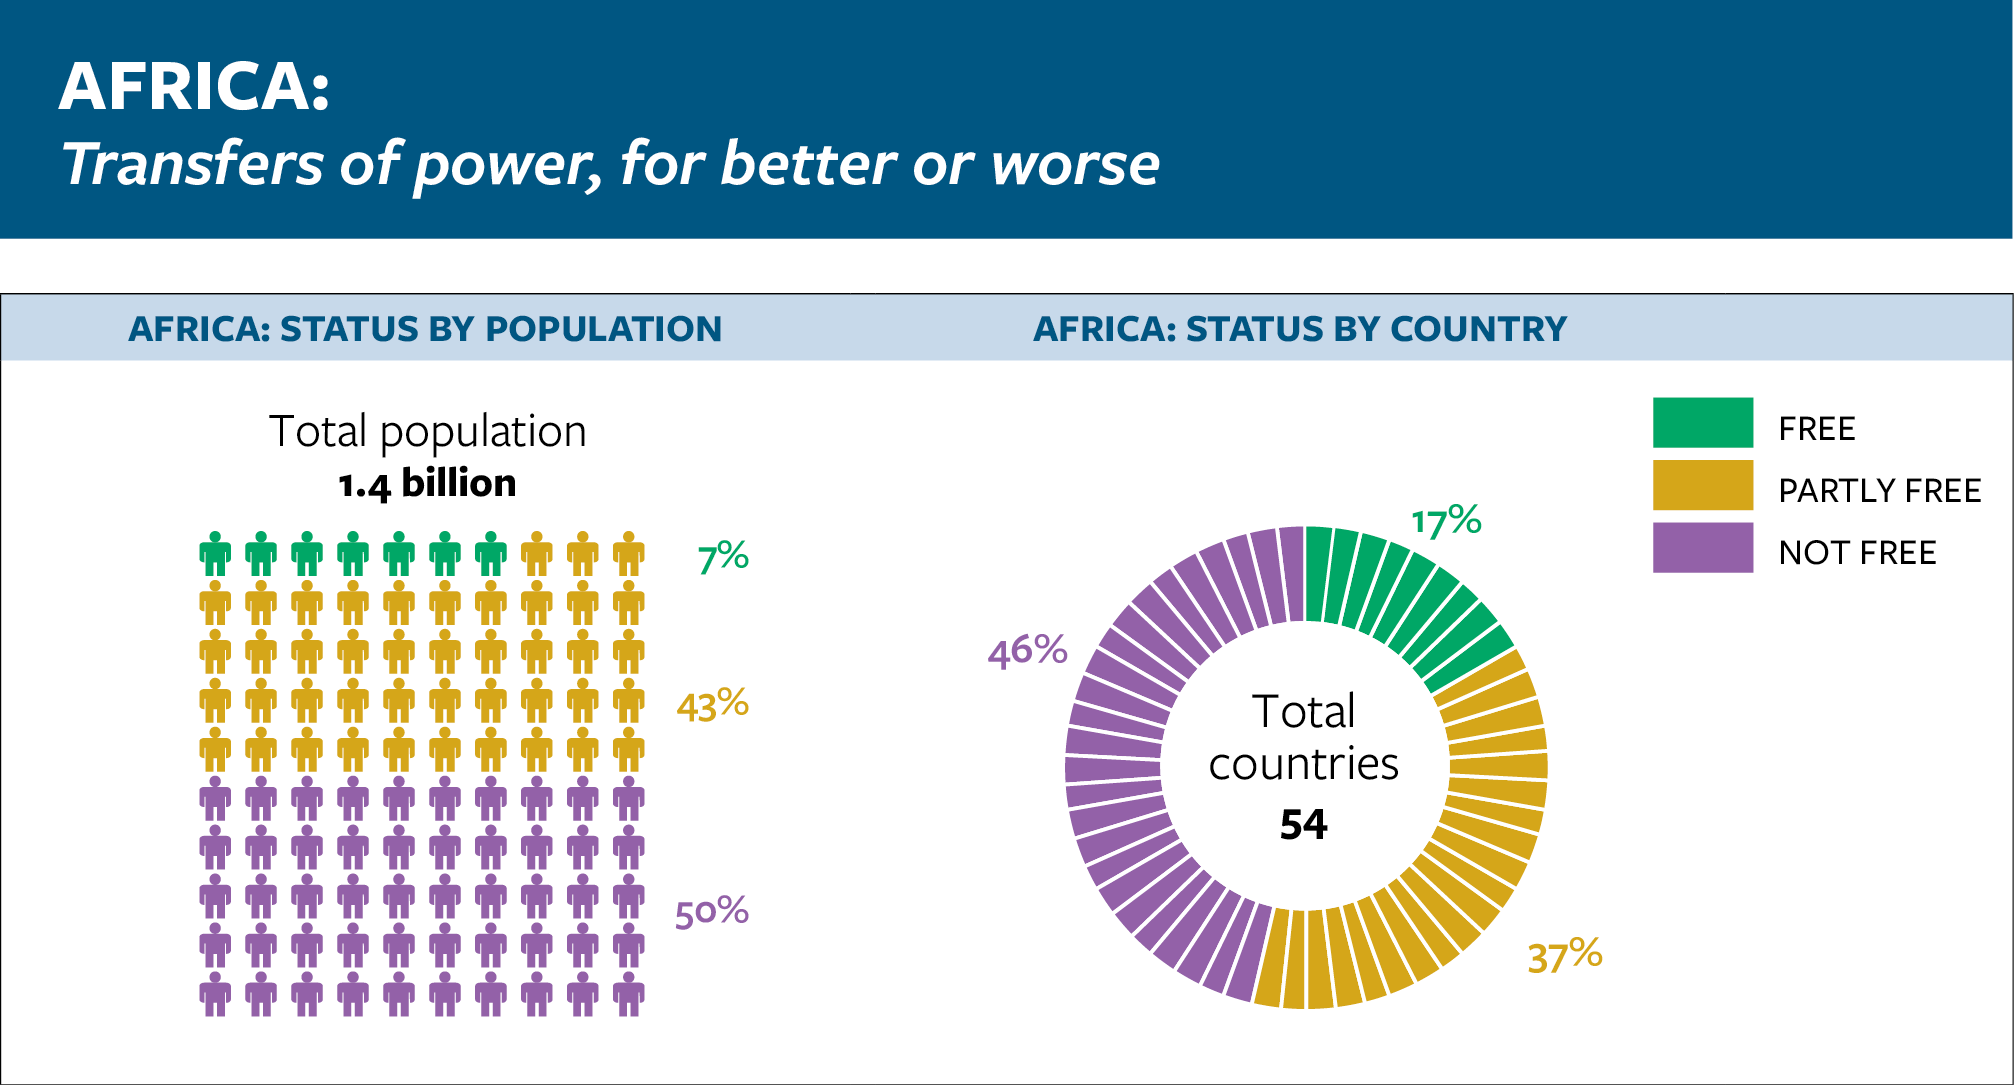 AFRICA:
Transfers of power, for better or worse
AFRICA: STATUS BY POPULATION
Total population
1.4 billion
7%
43%
50%
AFRICA: STATUS BY COUNTRY
17%
46%
Total
countries
54
37%
FREE
PARTLY FREE
NOT FREE